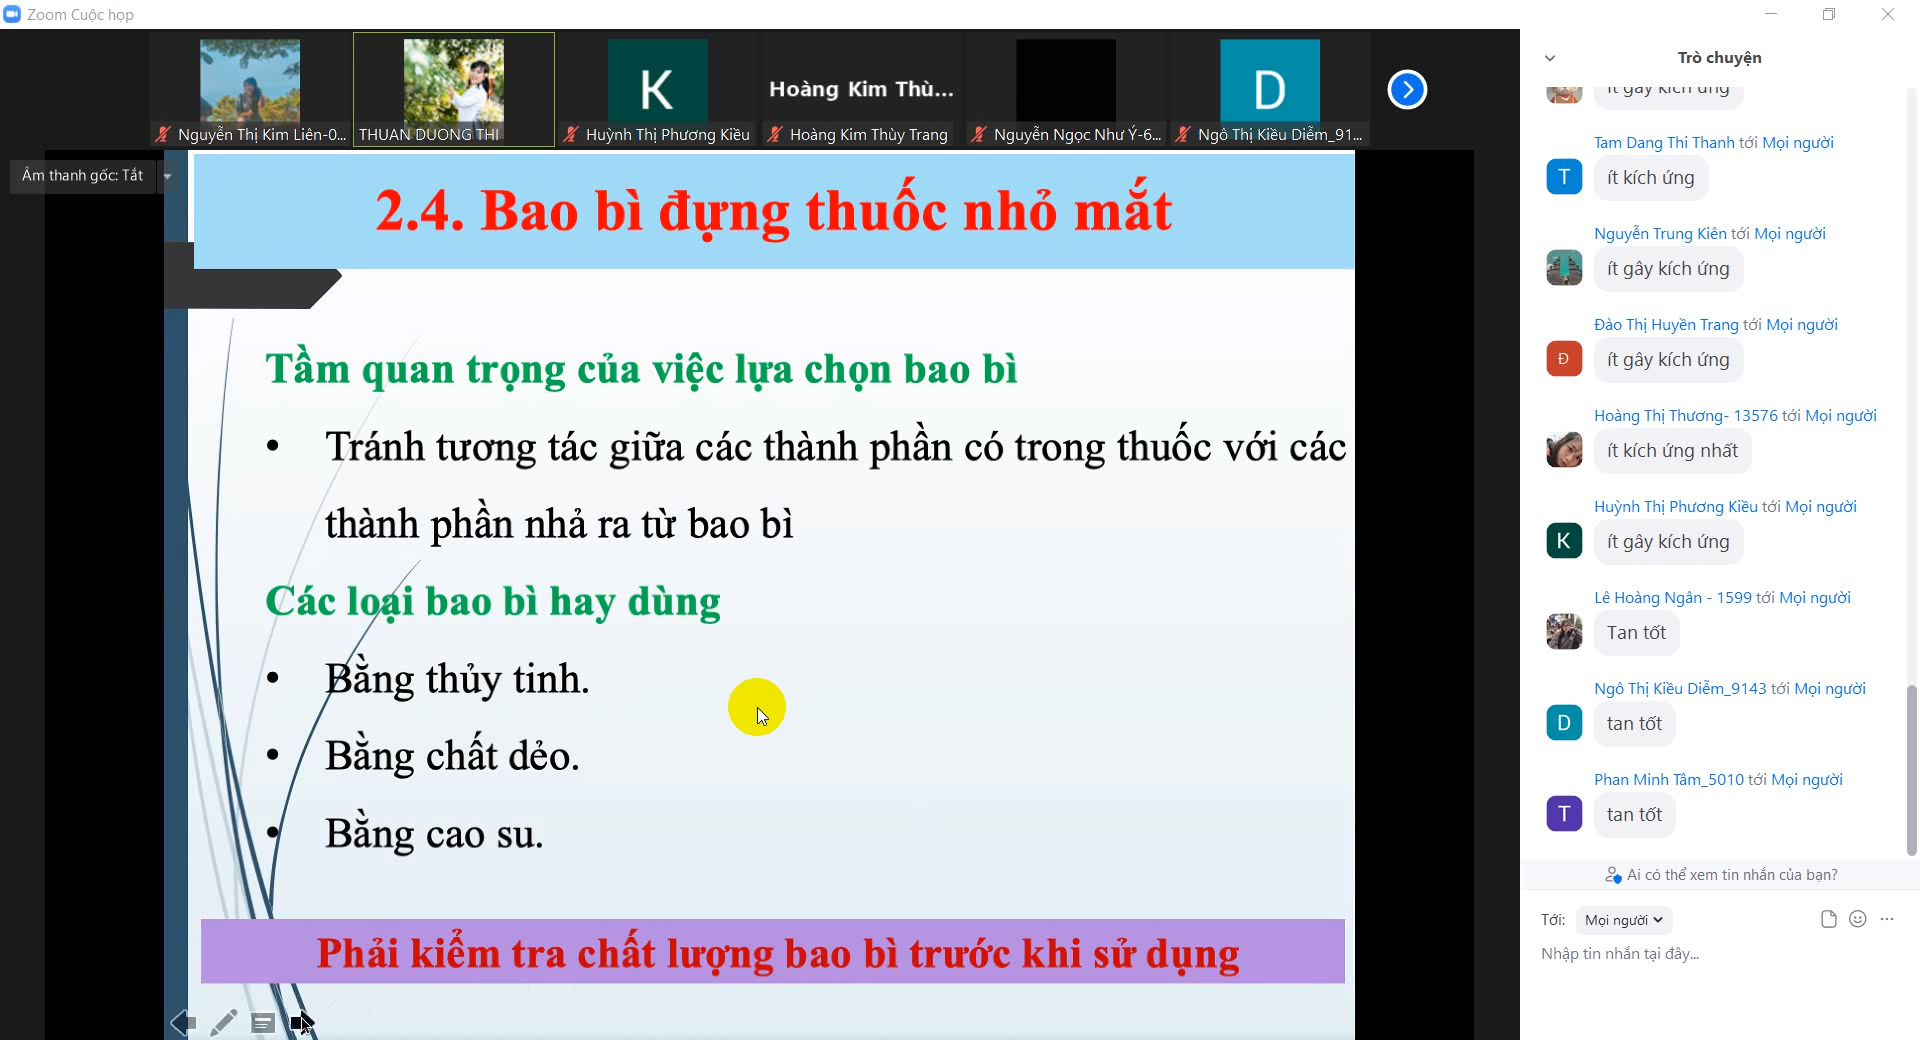 Zoom Cuộc họp
K
Hoàng Kim Thù...
D
Nguyễn Thị Kim Liên-0...
THUAN DUONG THI
Huỳnh Thị Phương Kiều
Hoàng Kim Thùy Trang
Nguyễn Ngọc Như Ý-6...
Ngô Thị Kiều Diễm_91...
Âm thanh gốc: Tắt
2.4. Bao bì đựng thuốc nhỏ mắt
Tầm quan trọng của việc lựa chọn bao bì
• Tránh tương tác giữa các thành phần có trong thuốc với các
thành phần nhả ra từ bao bì
Các loại bao bì hay dùng
• Bằng thủy tinh.
• Bằng chất dẻo.
• Bằng cao su.
Phải kiểm tra chất lượng bao bì trước khi sử dụng
Trò chuyện
ít gây kích ứng
Tam Dang Thi Thanh tới Mọi người
T
ít kích ứng
Nguyễn Trung Kiên tới Mọi người
ít gây kích ứng
Đào Thị Huyền Trang tới Mọi người
Đ
ít gây kích ứng
Hoàng Thị Thương- 13576 tới Mọi người
ít kích ứng nhất
Huỳnh Thị Phương Kiều tới Mọi người
K
ít gây kích ứng
Lê Hoàng Ngân - 1599 tới Mọi người
Tan tốt
Ngô Thị Kiều Diễm_9143 tới Mọi người
D
tan tốt
Phan Minh Tâm_5010 tới Mọi người
T
tan tốt
Ai có thể xem tin nhắn của bạn?
Tới: Mọi người
Nhập tin nhắn tại đây...